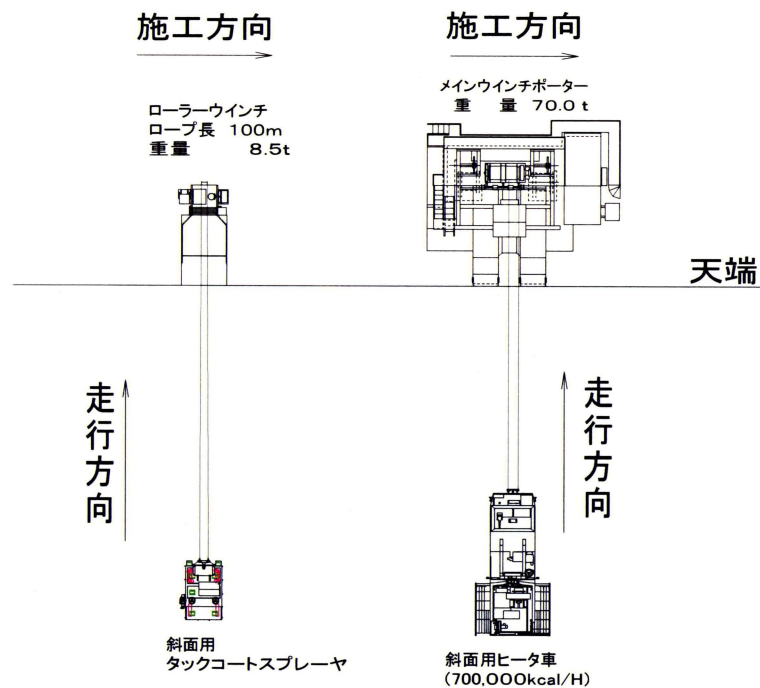 施工方向
施工方向
ローラーウインチ
ロープ長 100m
重量 8.5t
メインウインチポーター
重 量 70.0 t
天端
走行方向
走行方向
斜面用
タックコートスプレーヤ
斜面用ヒータ車
(700,000kcal/H)